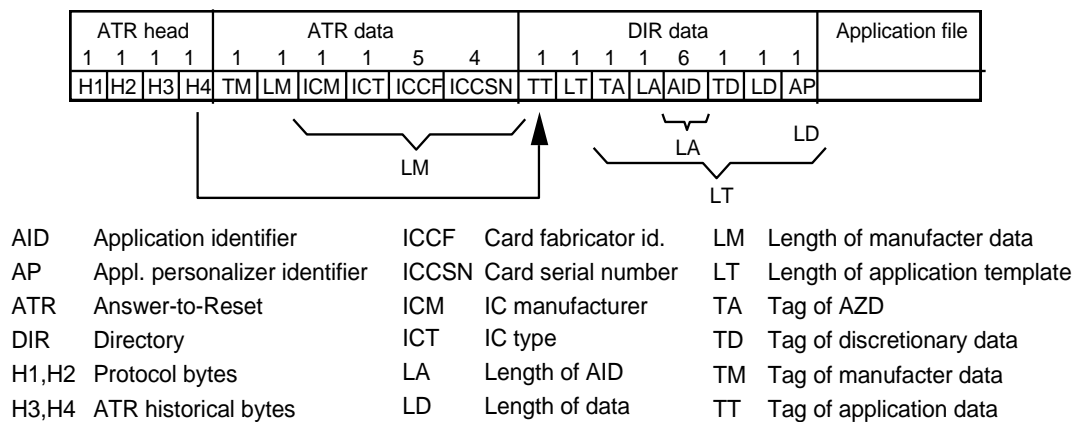 ATR head ATR data DIR data Application file
1 1 1 1 1 1 1 1 5 4 1 1 1 1 6 1 1 1
H1 H2 H3 H4 TM LM ICM ICT ICCF ICCSN TT LT TA LA AID TD LD AP
LM LA LD
LT
AID Application identifier ICCF Card fabricator id. LM Length of manufacter data
AP Appl. personalizer identifier ICCSN Card serial number LT Length of application template
ATR Answer-to-Reset ICM IC manufacturer TA Tag of AZD
DIR Directory ICT IC type TD Tag of discretionary data
H1,H2 Protocol bytes LA Length of AID TM Tag of manufacter data
H3,H4 ATR historical bytes LD Length of data TT Tag of application data